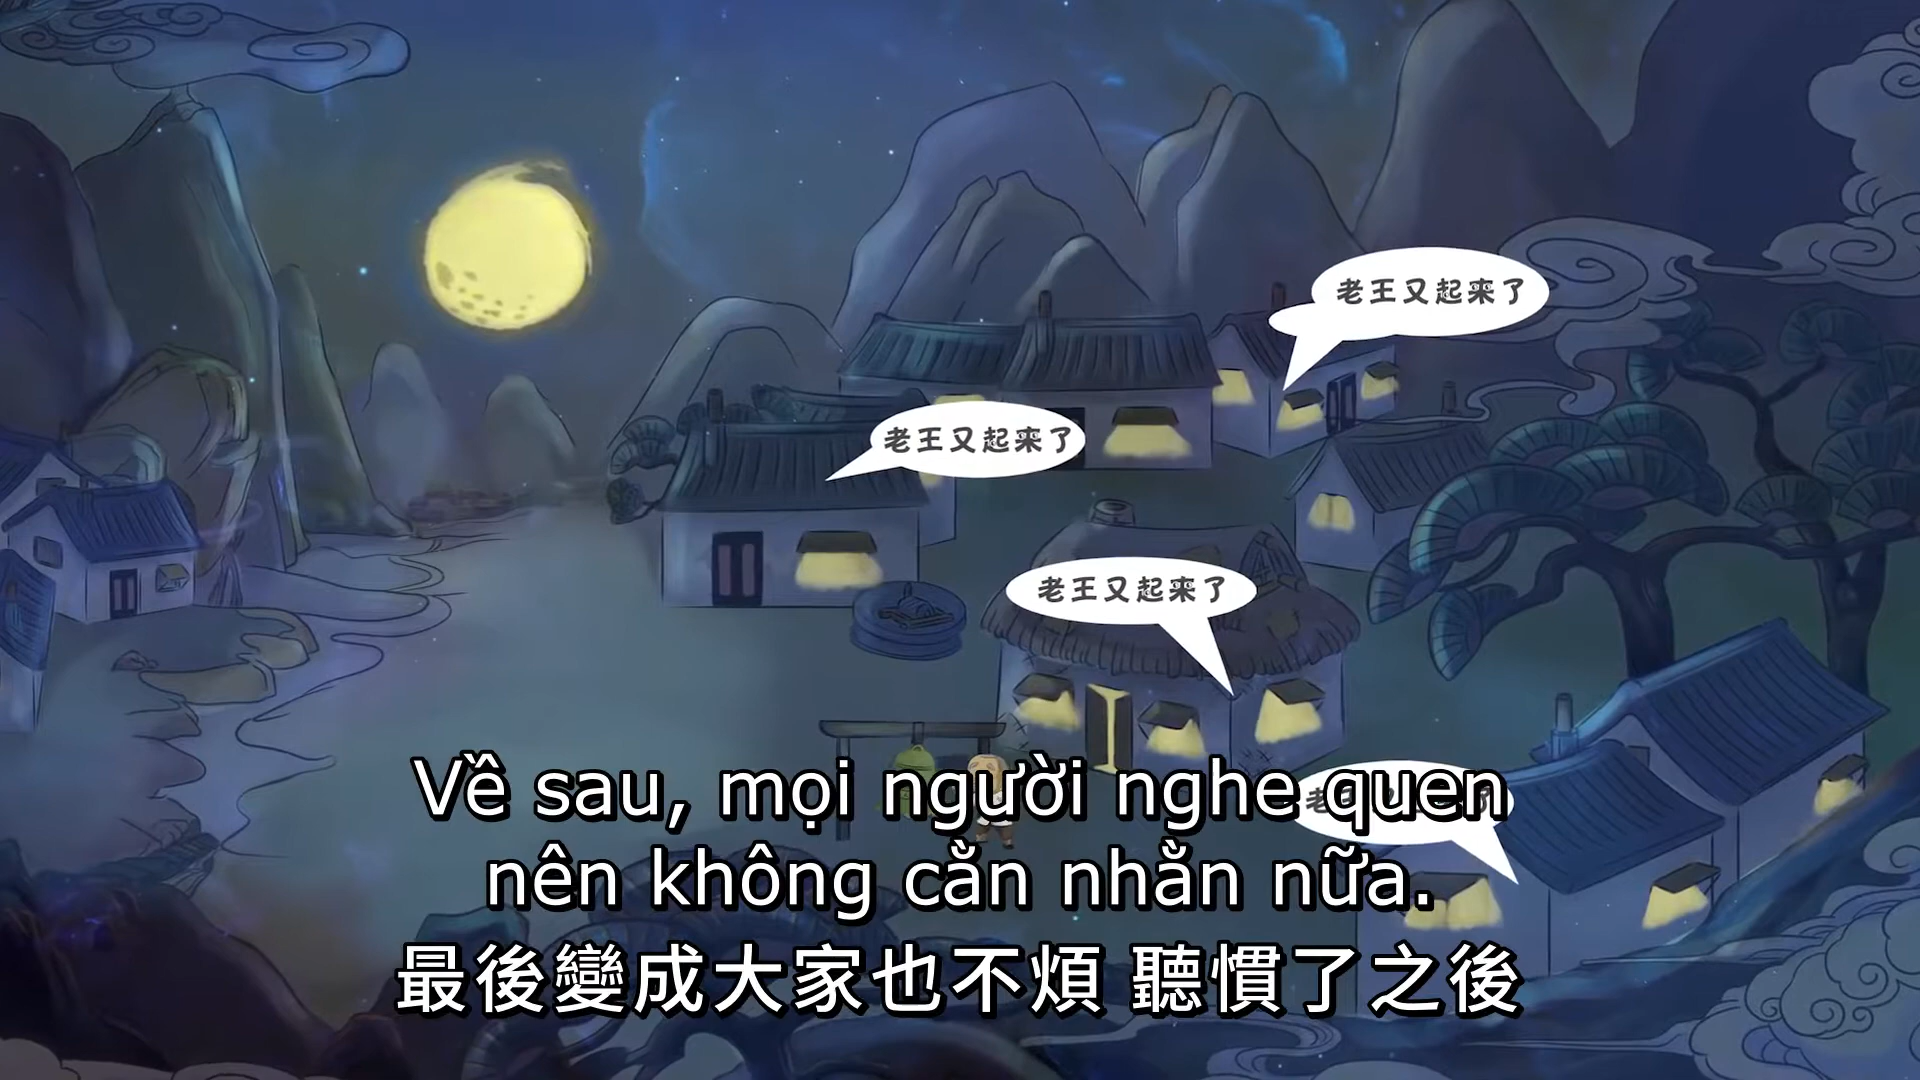 老王又起来了
老王又起来了
老王又起来了
老
Về sau, mọi người nghe quen
nên không cằn nhằn nữa.
最後變成大家也不煩 聽慣了之後